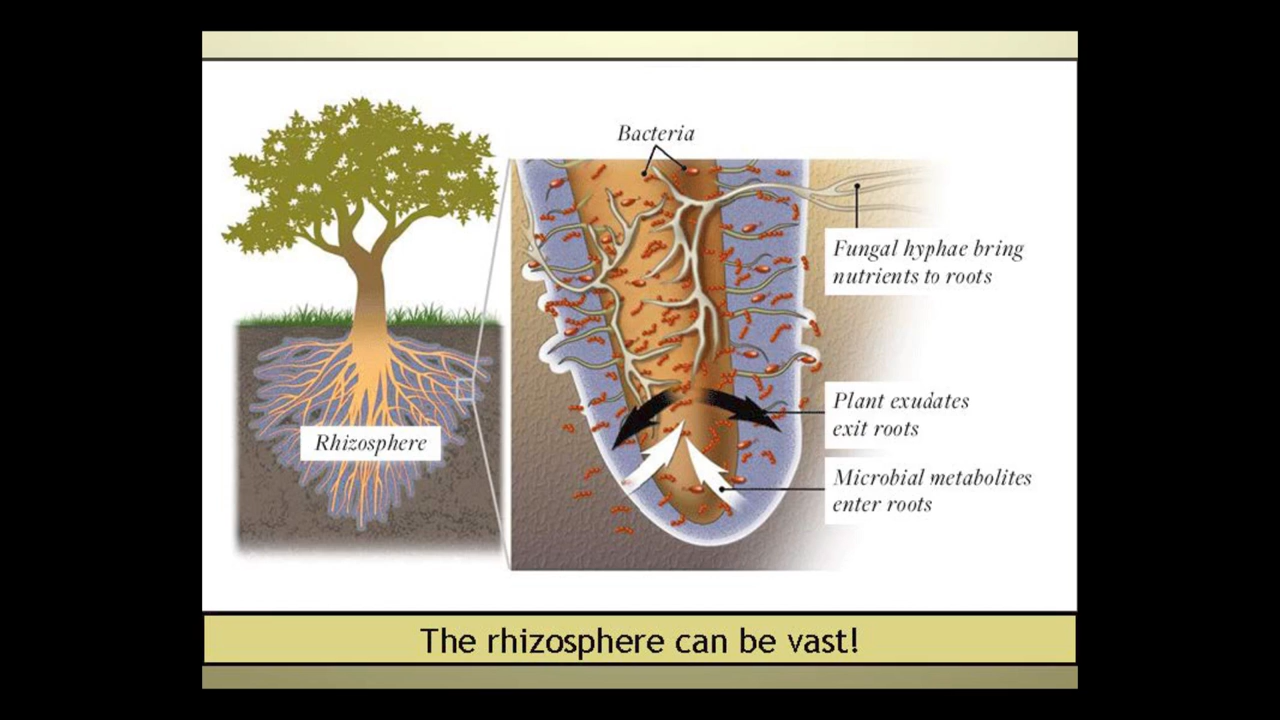 Bacteria
Fungal hyphae bring
nutrients to roots
Plant exudates
exit roots
Rhizosphere
Microbial metabolites
enter roots
The rhizosphere can be vast!